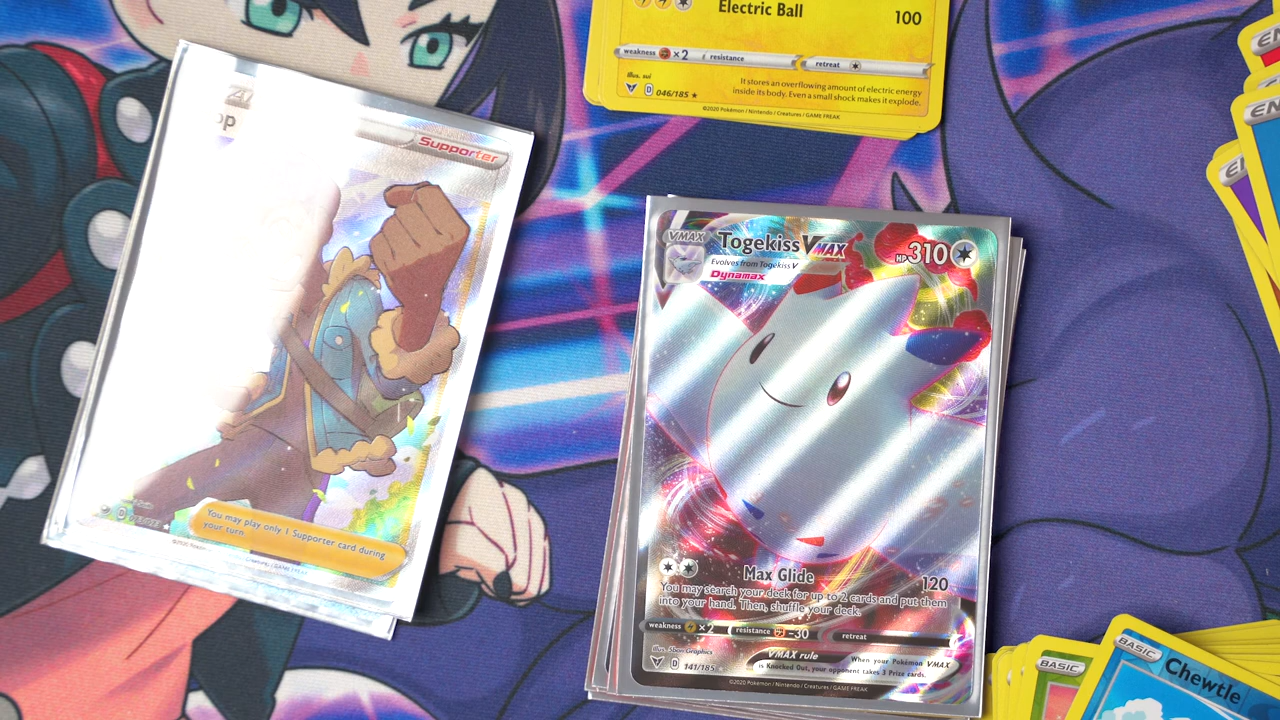 Electric Ball 100
weakness ×2 resistance retreat
Illus. sui
D 046/185
It stores an overflowing amount of electric energy
inside its body. Even a small shock makes it explode.
©2020 Pokémon / Nintendo / Creatures / GAME FREAK
Supporter
You may play only 1 Supporter card during
your turn.
VMAX Togekiss VMAX HP 310
Evolves from Togekiss V
Dynamax
Max Glide 120
You may search your deck for up to 2 cards and put them
into your hand. Then, shuffle your deck.
weakness ×2 resistance -30 retreat
Illus. 5ban Graphics
VMAX rule
When your Pokémon VMAX
is Knocked Out, your opponent takes 3 Prize cards.
D 141/185
©2020 Pokémon / Nintendo / Creatures / GAME FREAK
BASIC
BASIC Chewtle